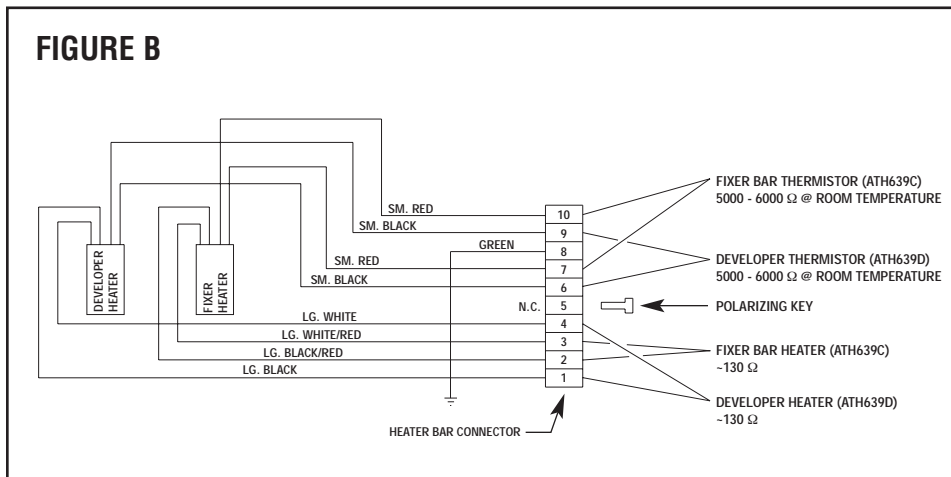 FIGURE B
SM. RED
SM. BLACK
GREEN
SM. RED
SM. BLACK
N.C.
LG. WHITE
LG. WHITE/RED
LG. BLACK/RED
LG. BLACK
10
9
8
7
6
5
4
3
2
1
DEVELOPER
HEATER
FIXER
HEATER
FIXER BAR THERMISTOR (ATH639C)
5000 - 6000 Ω @ ROOM TEMPERATURE
DEVELOPER THERMISTOR (ATH639D)
5000 - 6000 Ω @ ROOM TEMPERATURE
POLARIZING KEY
FIXER BAR HEATER (ATH639C)
~130 Ω
DEVELOPER HEATER (ATH639D)
~130 Ω
HEATER BAR CONNECTOR